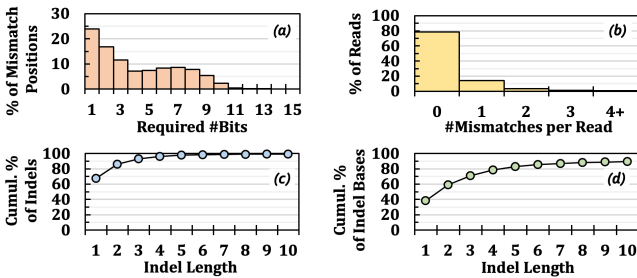 % of Mismatch
Positions
30
20
10
0
(a)
1 3 5 7 9 11 13 15
Required #Bits
% of Reads
100
80
60
40
20
0
(b)
0 1 2 3 4+
#Mismatches per Read
Cumul. %
of Indels
100
80
60
40
20
0
(c)
1 2 3 4 5 6 7 8 9 10
Indel Length
Cumul. %
of Indel Bases
100
80
60
40
20
0
(d)
1 2 3 4 5 6 7 8 9 10
Indel Length